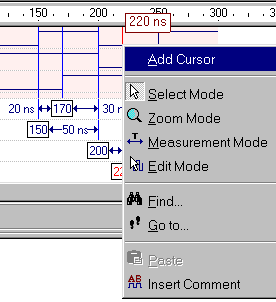 150 200 250 300
220 ns
Add Cursor
Select Mode
20 ns 170 30 n
Zoom Mode
150 50 ns
Measurement Mode
200
Edit Mode
Find...
Go to...
Paste
Insert Comment